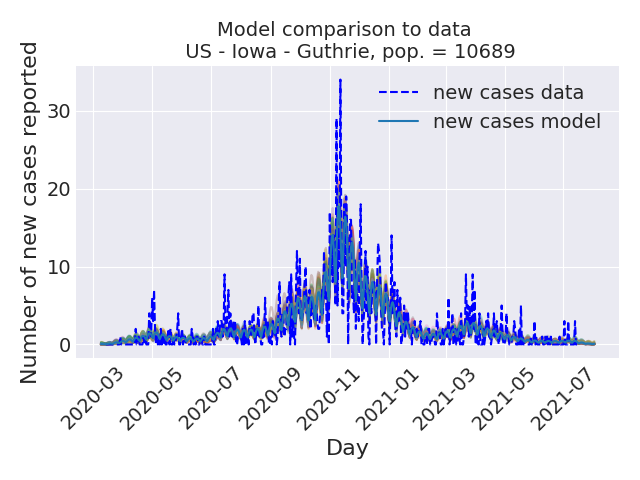 Model comparison to data
US - Iowa - Guthrie, pop. = 10689
Number of new cases reported
30
20
10
0
new cases data
new cases model
2020-03
2020-05
2020-07
2020-09
2020-11
2021-01
2021-03
2021-05
2021-07
Day